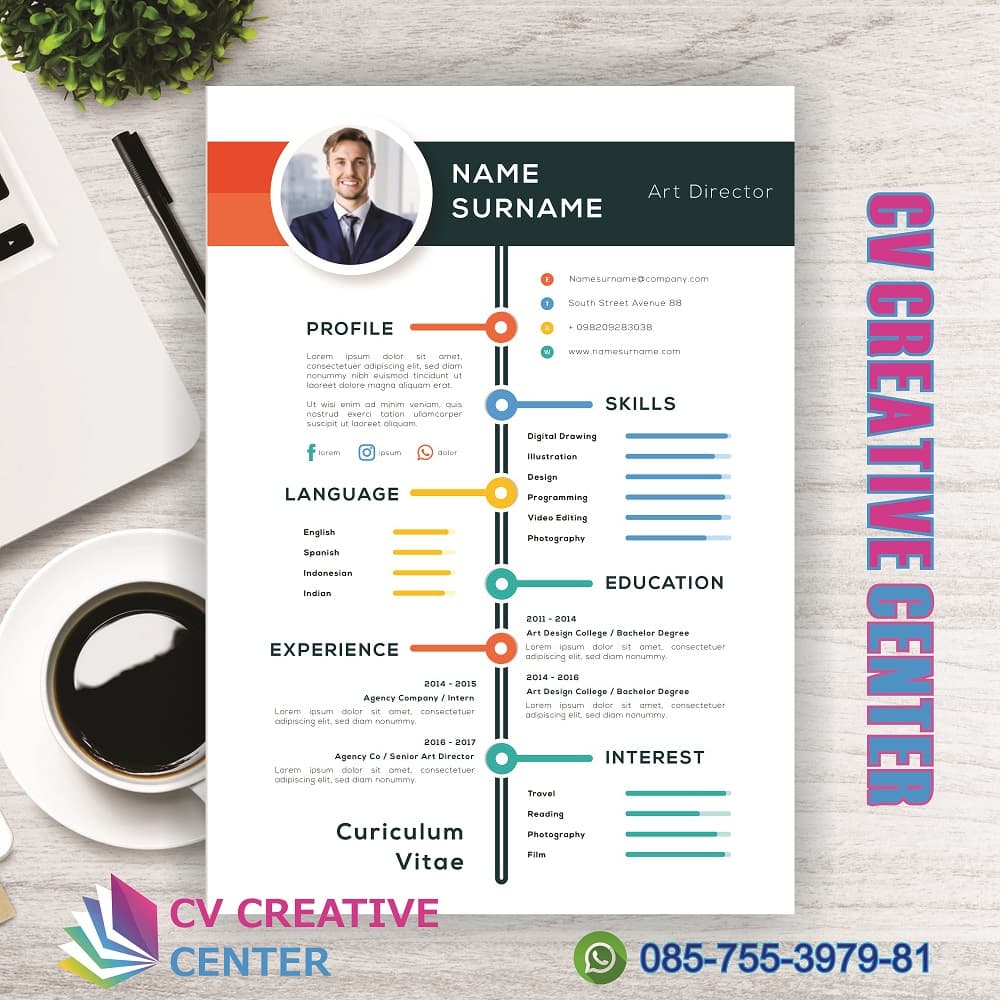 NAME
SURNAME
Art Director
E Namesurname@company.com
T South Street Avenue 88
A + 098209283038
W www.namesurname.com
PROFILE
Lorem ipsum dolor sit amet,
consectetuer adipiscing elit, sed diam
nonummy nibh euismod tincidunt ut
laoreet dolore magna aliquam erat.
Ut wisi enim ad minim veniam, quis
nostrud exerci tation ullamcorper
suscipit ut aliquam erat.
lorem ipsum dolor
SKILLS
Digital Drawing
Illustration
Design
Programming
Video Editing
Photography
LANGUAGE
English
Spanish
Indonesian
Indian
EDUCATION
2011 - 2014
Art Design College / Bachelor Degree
Lorem ipsum dolor sit amet, consectetuer
adipiscing elit, sed diam nonummy.
2014 - 2016
Art Design College / Bachelor Degree
Lorem ipsum dolor sit amet, consectetuer
adipiscing elit, sed diam nonummy.
EXPERIENCE
2014 - 2015
Agency Company / Intern
Lorem ipsum dolor sit amet, consectetuer
adipiscing elit, sed diam nonummy.
2016 - 2017
Agency Co / Senior Art Director
Lorem ipsum dolor sit amet, consectetuer
adipiscing elit, sed diam nonummy.
INTEREST
Travel
Reading
Photography
Film
Curiculum
Vitae
CV CREATIVE CENTER
CV CREATIVE
CENTER
085-755-3979-81